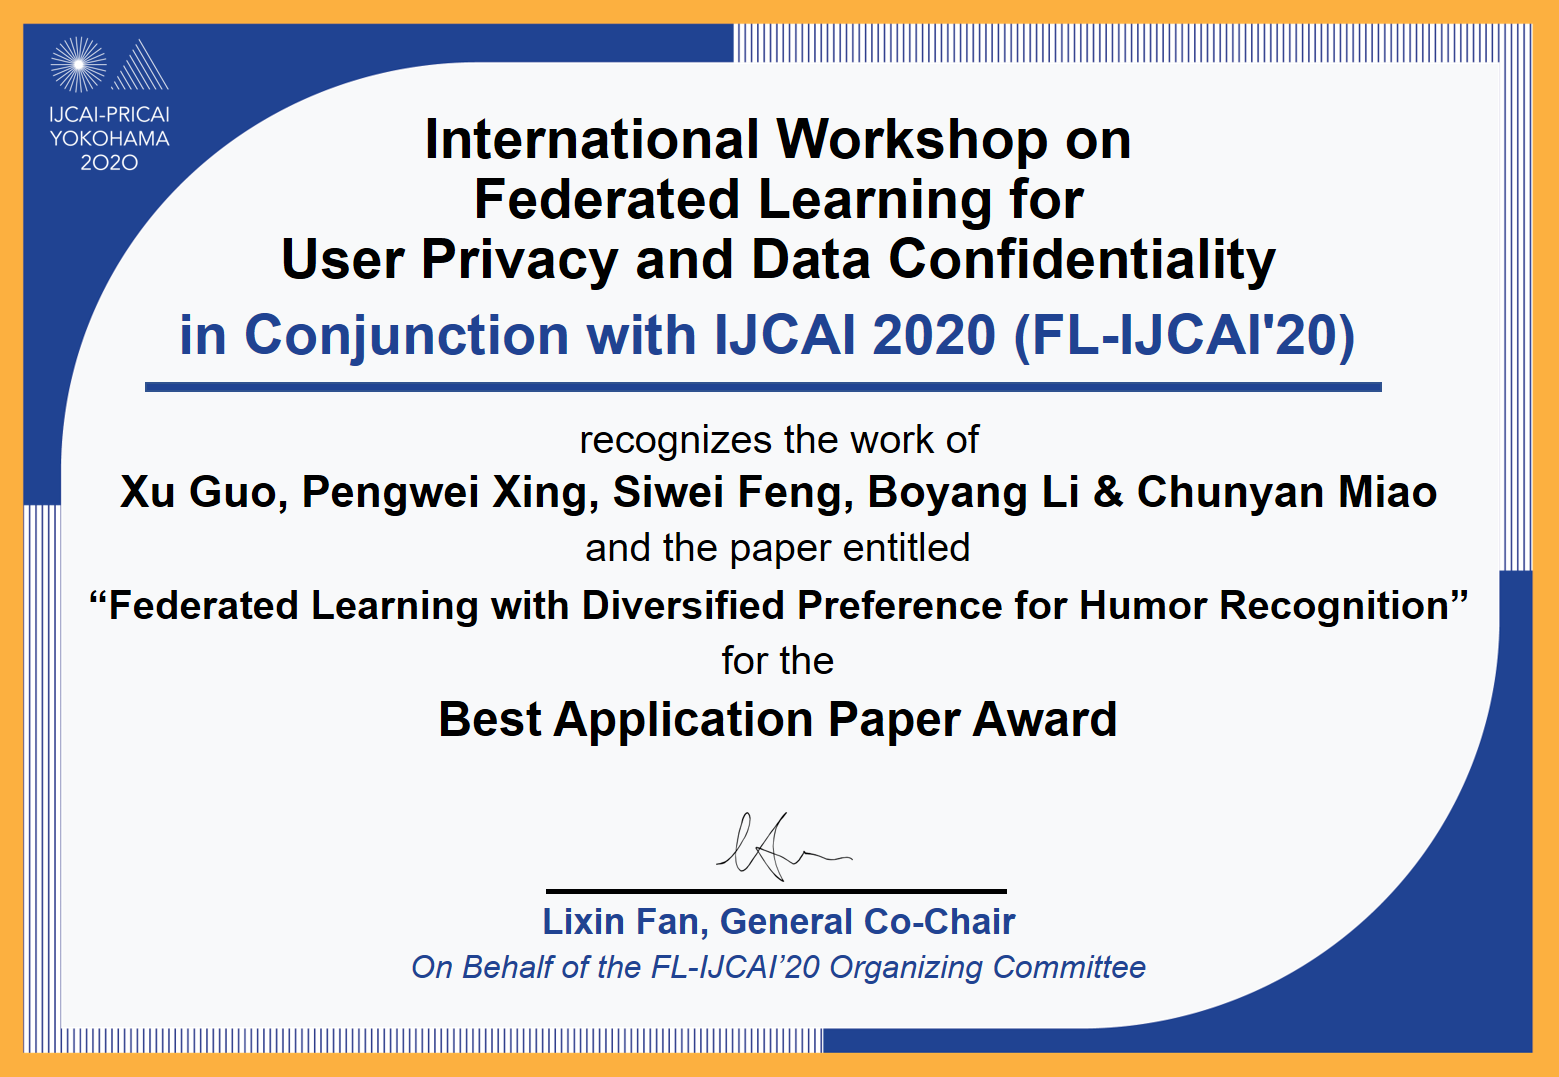 IJCAI-PRICAI
YOKOHAMA
2020
International Workshop on
Federated Learning for
User Privacy and Data Confidentiality
in Conjunction with IJCAI 2020 (FL-IJCAI'20)
recognizes the work of
Xu Guo, Pengwei Xing, Siwei Feng, Boyang Li & Chunyan Miao
and the paper entitled
“Federated Learning with Diversified Preference for Humor Recognition”
for the
Best Application Paper Award
Lixin Fan, General Co-Chair
On Behalf of the FL-IJCAI’20 Organizing Committee